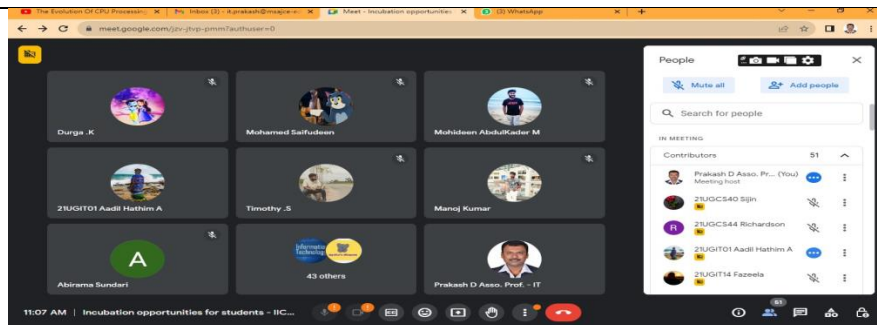 The Evolution Of CPU Processing
Inbox (3) - it.prakash@msajce-e
Meet - Incubation opportunities
(2) WhatsApp
meet.google.com/jzv-jtvp-pmm?authuser=0
Durga .K
Mohamed Saifudeen
Mohideen AbdulKader M
21UGIT01 Aadil Hathim A
Timothy .S
Manoj Kumar
A
Abirama Sundari
43 others
Prakash D Asso. Prof. - IT
People
Mute all
Add people
Search for people
IN MEETING
Contributors 51
Prakash D Asso. Pr... (You)
Meeting host
21UGCS40 Sijin
R
21UGCS44 Richardson
21UGIT01 Aadil Hathim A
21UGIT14 Fazeela
11:07 AM | Incubation opportunities for students - IIC...